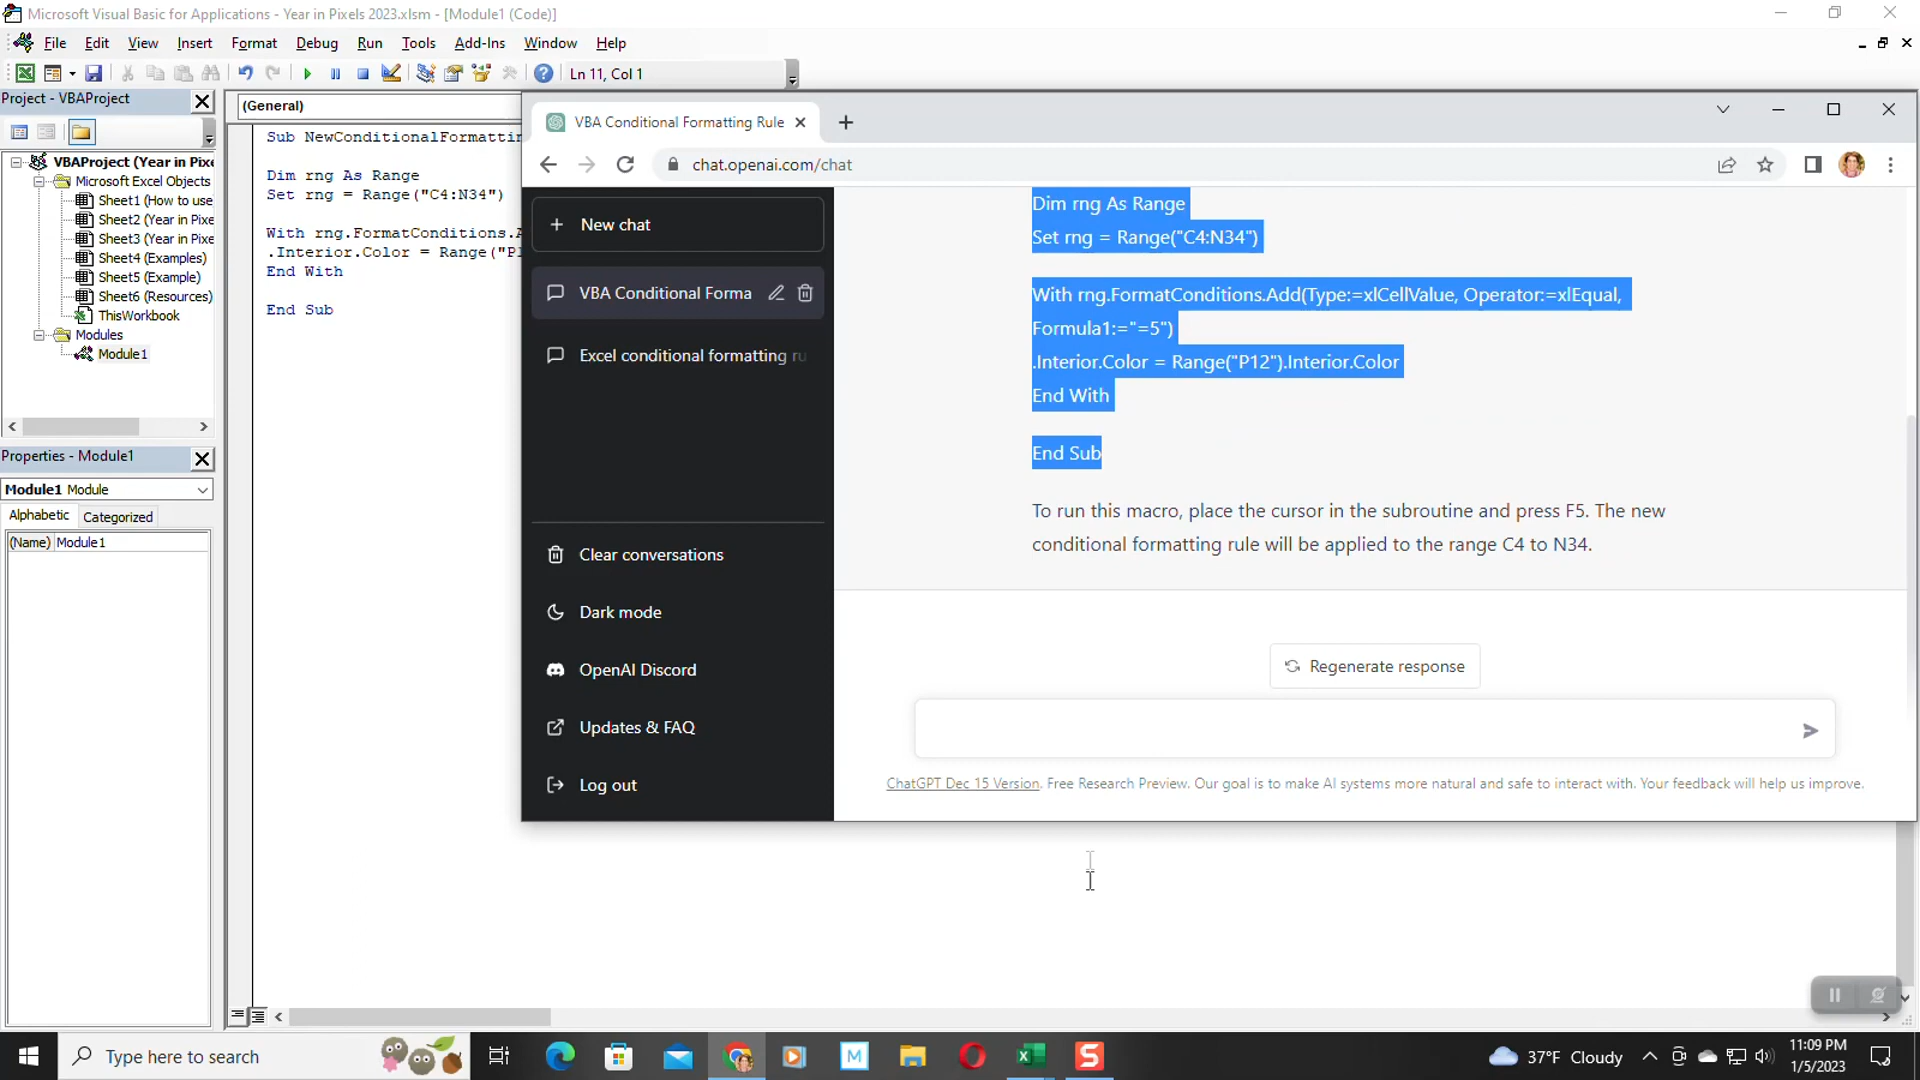 Microsoft Visual Basic for Applications - Year in Pixels 2023.xlsm - [Module1 (Code)]
File Edit View Insert Format Debug Run Tools Add-Ins Window Help
Ln 11, Col 1
Project - VBAProject
VBAProject (Year in Pixe
Microsoft Excel Objects
Sheet1 (How to use
Sheet2 (Year in Pixe
Sheet3 (Year in Pixe
Sheet4 (Examples)
Sheet5 (Example)
Sheet6 (Resources)
ThisWorkbook
Modules
Module1
Properties - Module1
Module1 Module
Alphabetic Categorized
(Name) Module1
(General)
Sub NewConditionalFormattin
Dim rng As Range
Set rng = Range("C4:N34")
With rng.FormatConditions.A
.Interior.Color = Range("P1
End With
End Sub
VBA Conditional Formatting Rule
chat.openai.com/chat
New chat
VBA Conditional Forma
Excel conditional formatting ru
Clear conversations
Dark mode
OpenAI Discord
Updates & FAQ
Log out
Dim rng As Range
Set rng = Range("C4:N34")
With rng.FormatConditions.Add(Type:=xlCellValue, Operator:=xlEqual,
Formula1:="=5")
.Interior.Color = Range("P12").Interior.Color
End With
End Sub
To run this macro, place the cursor in the subroutine and press F5. The new
conditional formatting rule will be applied to the range C4 to N34.
Regenerate response
ChatGPT Dec 15 Version. Free Research Preview. Our goal is to make AI systems more natural and safe to interact with. Your feedback will help us improve.
Type here to search
M
S
37°F Cloudy
11:09 PM
1/5/2023